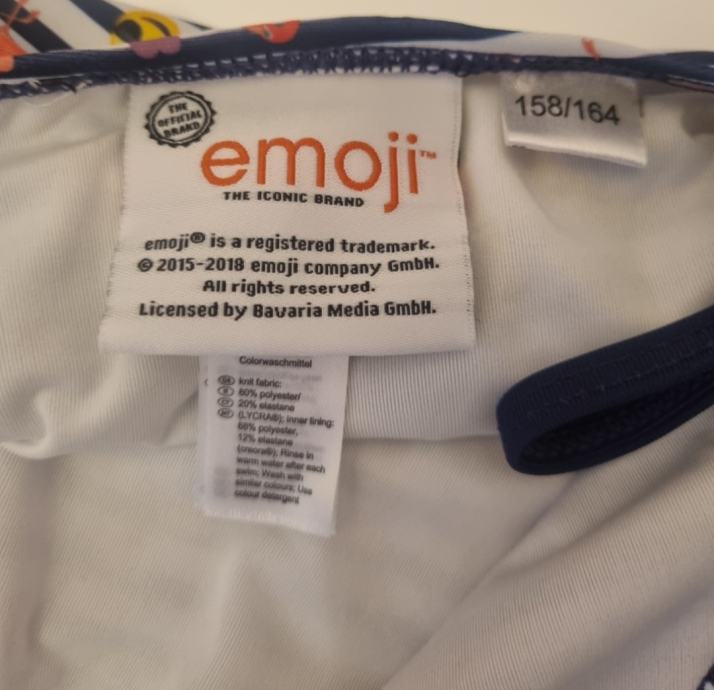 THE
OFFICIAL
BRAND
emoji™
THE ICONIC BRAND
158/164
emoji® is a registered trademark.
© 2015-2018 emoji company GmbH.
All rights reserved.
Licensed by Bavaria Media GmbH.
Colorwaschmittel
knit fabric:
80% polyester/
20% elastane
(LYCRA®); inner lining:
88% polyester,
12% elastane
(creora®); Rinse in
warm water after each
swim; Wash with
similar colours; Use
colour detergent